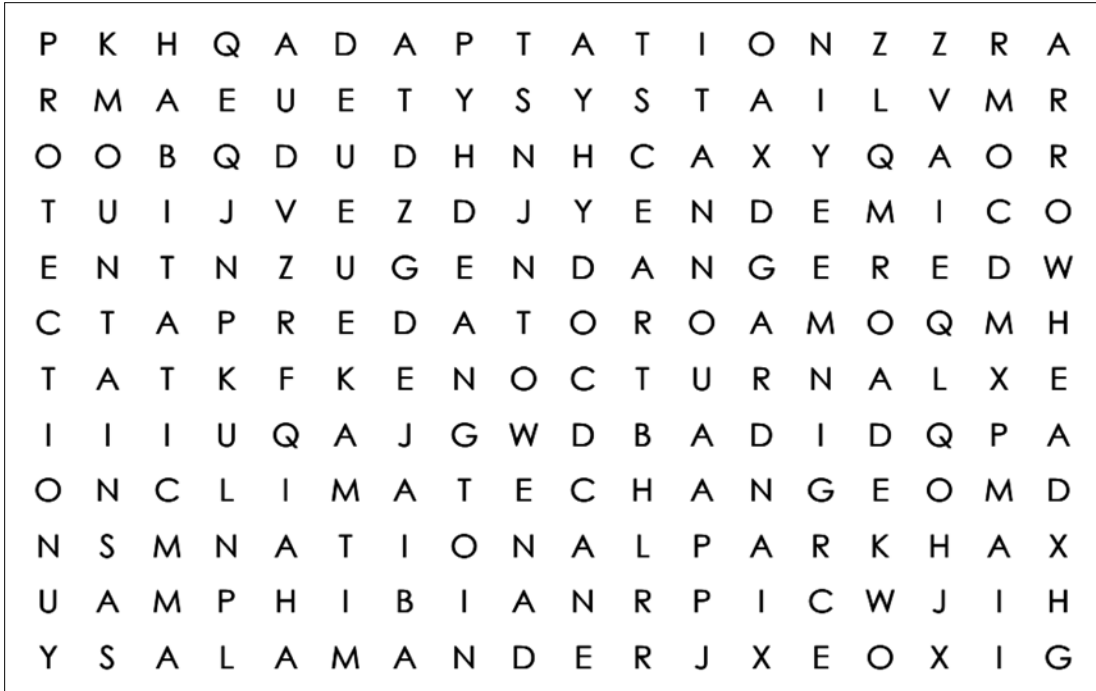 P K H Q A D A P T A T I O N Z Z R A
R M A E U E T Y S Y S T A I L V M R
O O B Q D U D H N H C A X Y Q A O R
T U I J V E Z D J Y E N D E M I C O
E N T N Z U G E N D A N G E R E D W
C T A P R E D A T O R O A M O Q M H
T A T K F K E N O C T U R N A L X E
I I I U Q A J G W D B A D I D Q P A
O N C L I M A T E C H A N G E O M D
N S M N A T I O N A L P A R K H A X
U A M P H I B I A N R P I C W J I H
Y S A L A M A N D E R J X E O X I G